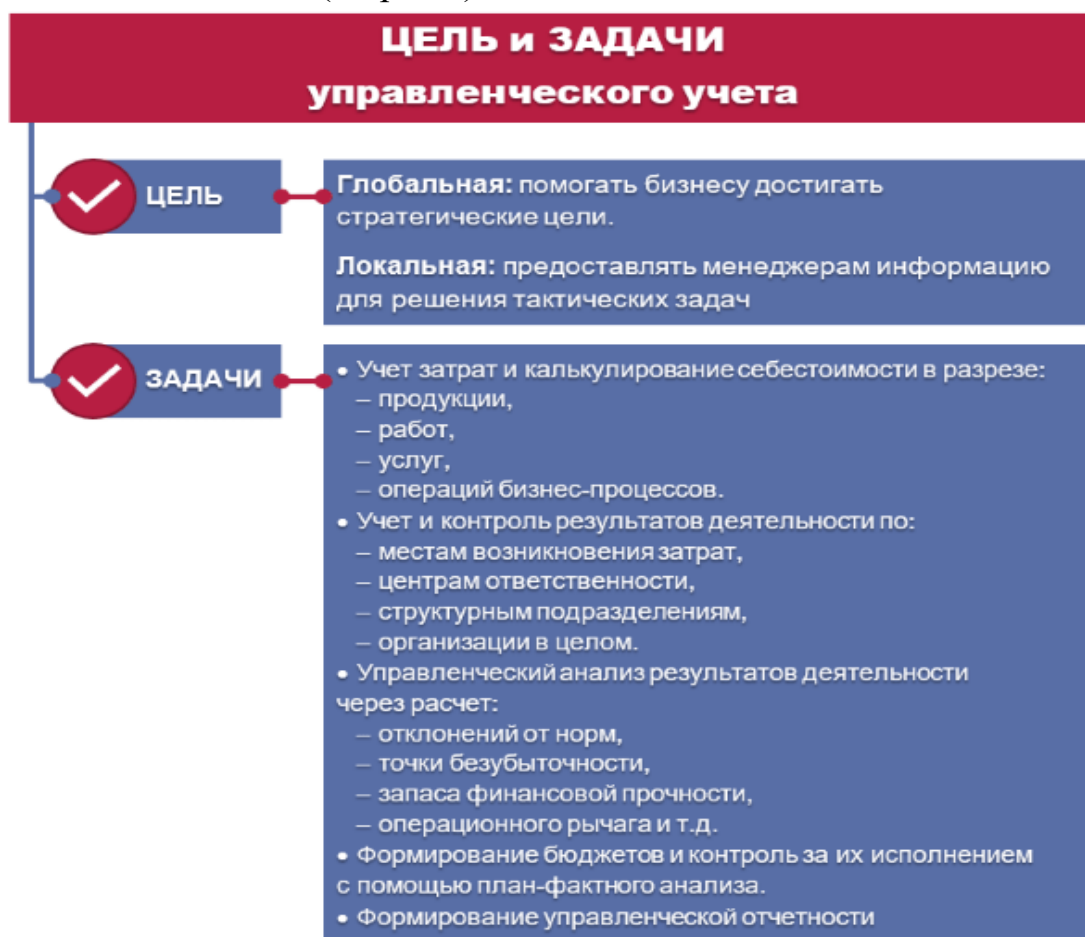 ЦЕЛЬ и ЗАДАЧИ
управленческого учета
ЦЕЛЬ
Глобальная: помогать бизнесу достигать
стратегические цели.
Локальная: предоставлять менеджерам информацию
для решения тактических задач
ЗАДАЧИ
• Учет затрат и калькулирование себестоимости в разрезе:
– продукции,
– работ,
– услуг,
– операций бизнес-процессов.
• Учет и контроль результатов деятельности по:
– местам возникновения затрат,
– центрам ответственности,
– структурным подразделениям,
– организации в целом.
• Управленческий анализ результатов деятельности
через расчет:
– отклонений от норм,
– точки безубыточности,
– запаса финансовой прочности,
– операционного рычага и т.д.
• Формирование бюджетов и контроль за их исполнением
с помощью план-фактного анализа.
• Формирование управленческой отчетности